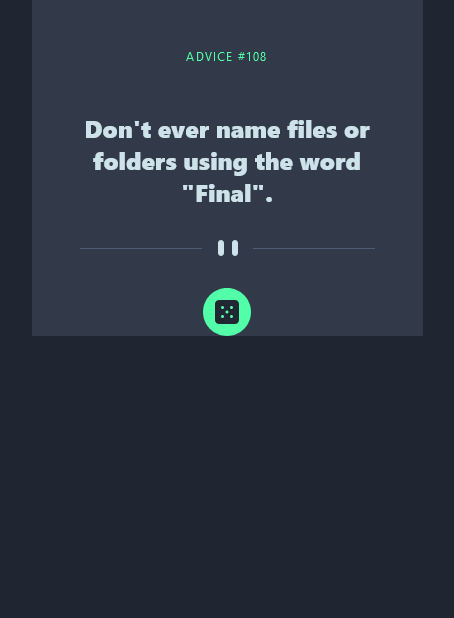 ADVICE #108
Don't ever name files or
folders using the word
"Final".